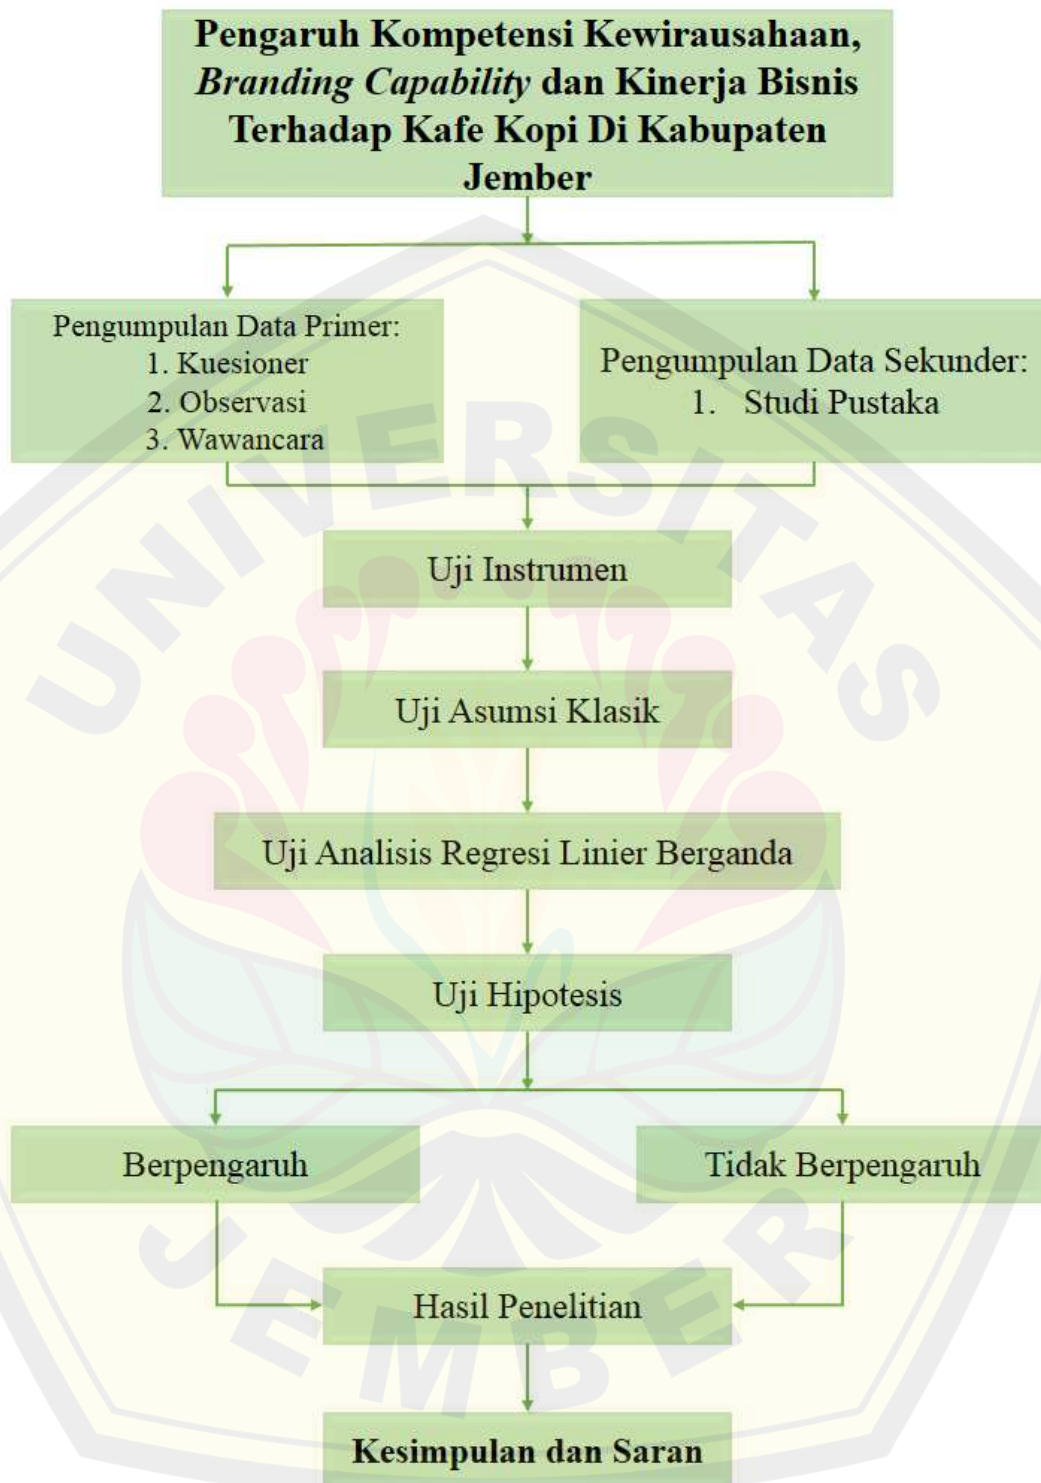 Pengaruh Kompetensi Kewirausahaan,
Branding Capability dan Kinerja Bisnis
Terhadap Kafe Kopi Di Kabupaten
Jember
Pengumpulan Data Primer:
1. Kuesioner
2. Observasi
3. Wawancara
Pengumpulan Data Sekunder:
1. Studi Pustaka
Uji Instrumen
Uji Asumsi Klasik
Uji Analisis Regresi Linier Berganda
Uji Hipotesis
Berpengaruh
Tidak Berpengaruh
Hasil Penelitian
Kesimpulan dan Saran
UNIVERSITAS
JEMBER